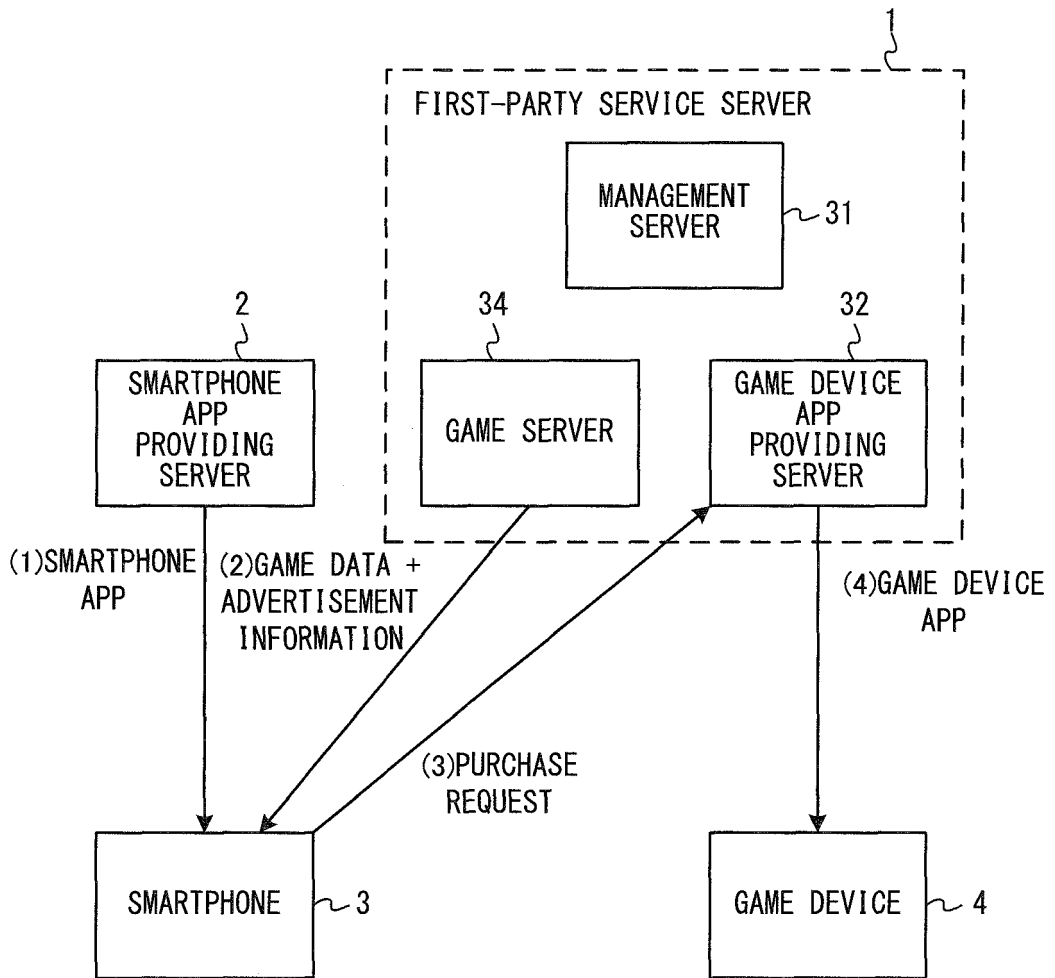 1
FIRST-PARTY SERVICE SERVER
MANAGEMENT
SERVER
31
2
34
32
SMARTPHONE
APP
PROVIDING
SERVER
GAME SERVER
GAME DEVICE
APP
PROVIDING
SERVER
(1)SMARTPHONE
APP
(2)GAME DATA +
ADVERTISEMENT
INFORMATION
(4)GAME DEVICE
APP
(3)PURCHASE
REQUEST
SMARTPHONE
3
GAME DEVICE
4